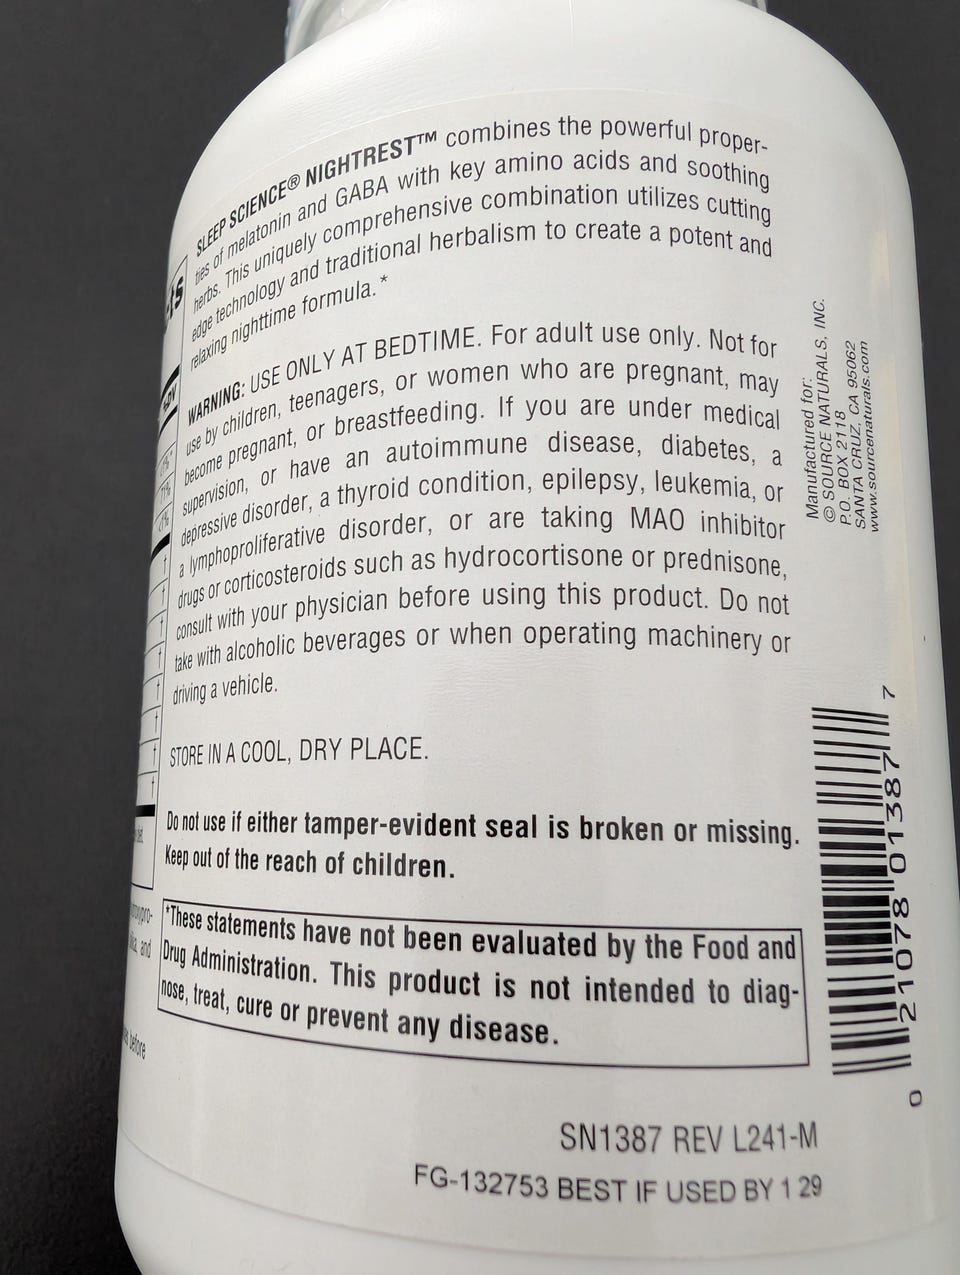 SLEEP SCIENCE® NIGHTREST™ combines the powerful proper-
ties of melatonin and GABA with key amino acids and soothing
herbs. This uniquely comprehensive combination utilizes cutting
edge technology and traditional herbalism to create a potent and
relaxing nighttime formula.*
WARNING: USE ONLY AT BEDTIME. For adult use only. Not for
use by children, teenagers, or women who are pregnant, may
become pregnant, or breastfeeding. If you are under medical
supervision, or have an autoimmune disease, diabetes, a
depressive disorder, a thyroid condition, epilepsy, leukemia, or
a lymphoproliferative disorder, or are taking MAO inhibitor
drugs or corticosteroids such as hydrocortisone or prednisone,
consult with your physician before using this product. Do not
take with alcoholic beverages or when operating machinery or
driving a vehicle.
STORE IN A COOL, DRY PLACE.
Do not use if either tamper-evident seal is broken or missing.
Keep out of the reach of children.
*These statements have not been evaluated by the Food and
Drug Administration. This product is not intended to diag-
nose, treat, cure or prevent any disease.
SN1387 REV L241-M
FG-132753 BEST IF USED BY 1 29
Manufactured for:
© SOURCE NATURALS, INC.
P.O. BOX 2118
SANTA CRUZ, CA 95062
www.sourcenaturals.com
0 21078 01387 7
and
before